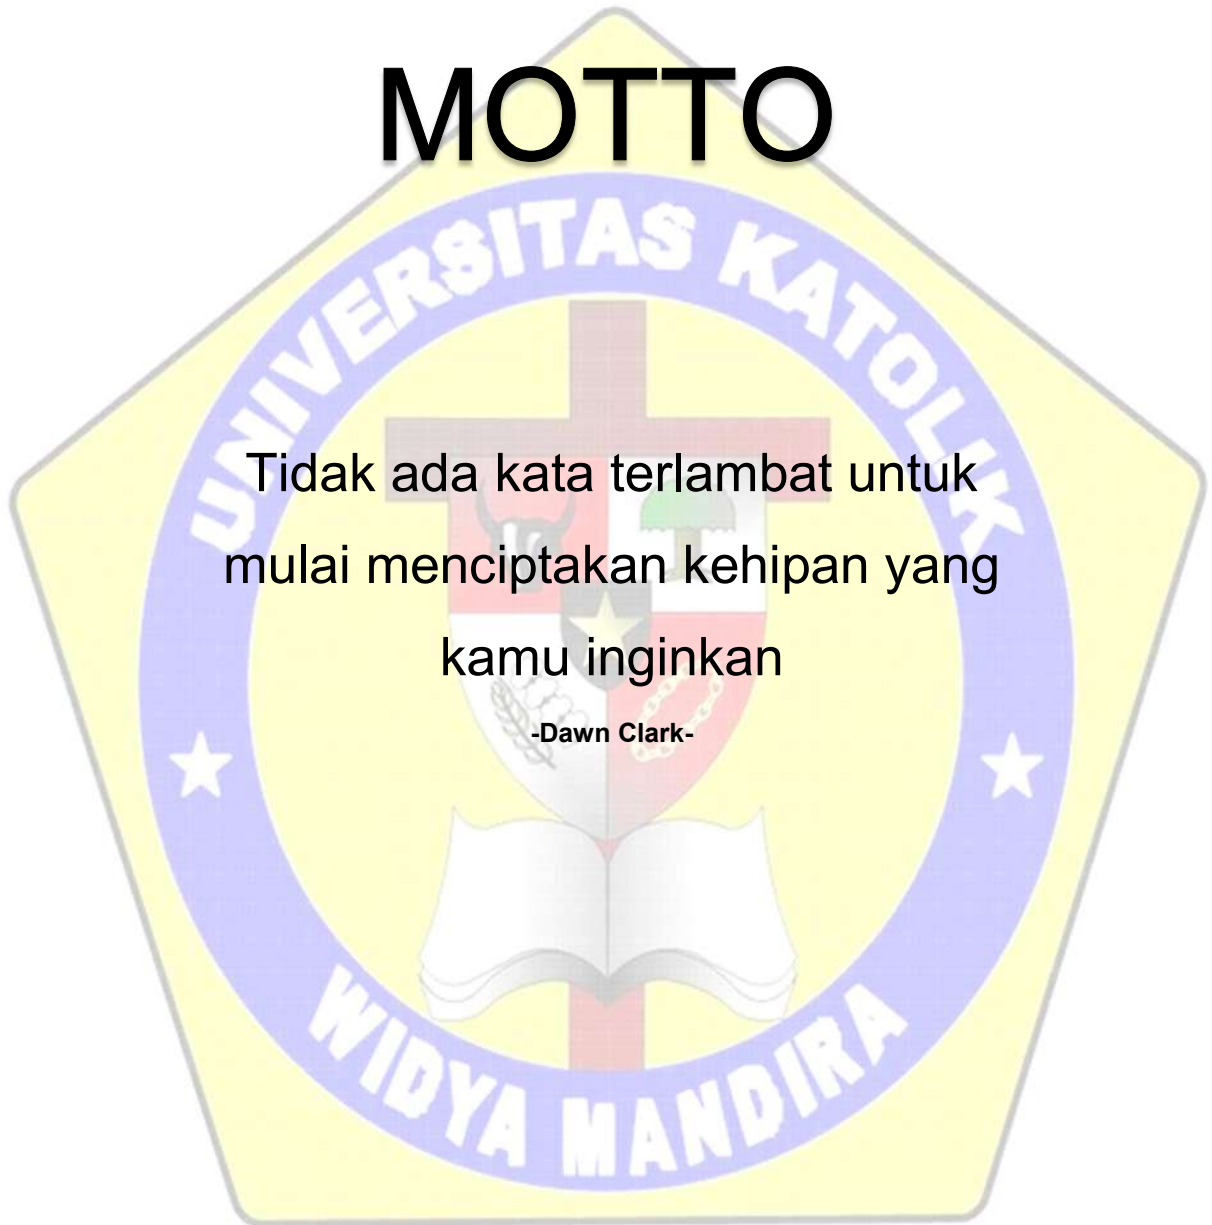 MOTTO
UNIVERSITAS KATOLIK
Tidak ada kata terlambat untuk
mulai menciptakan kehipan yang
kamu inginkan
-Dawn Clark-
WIDYA MANDIRA